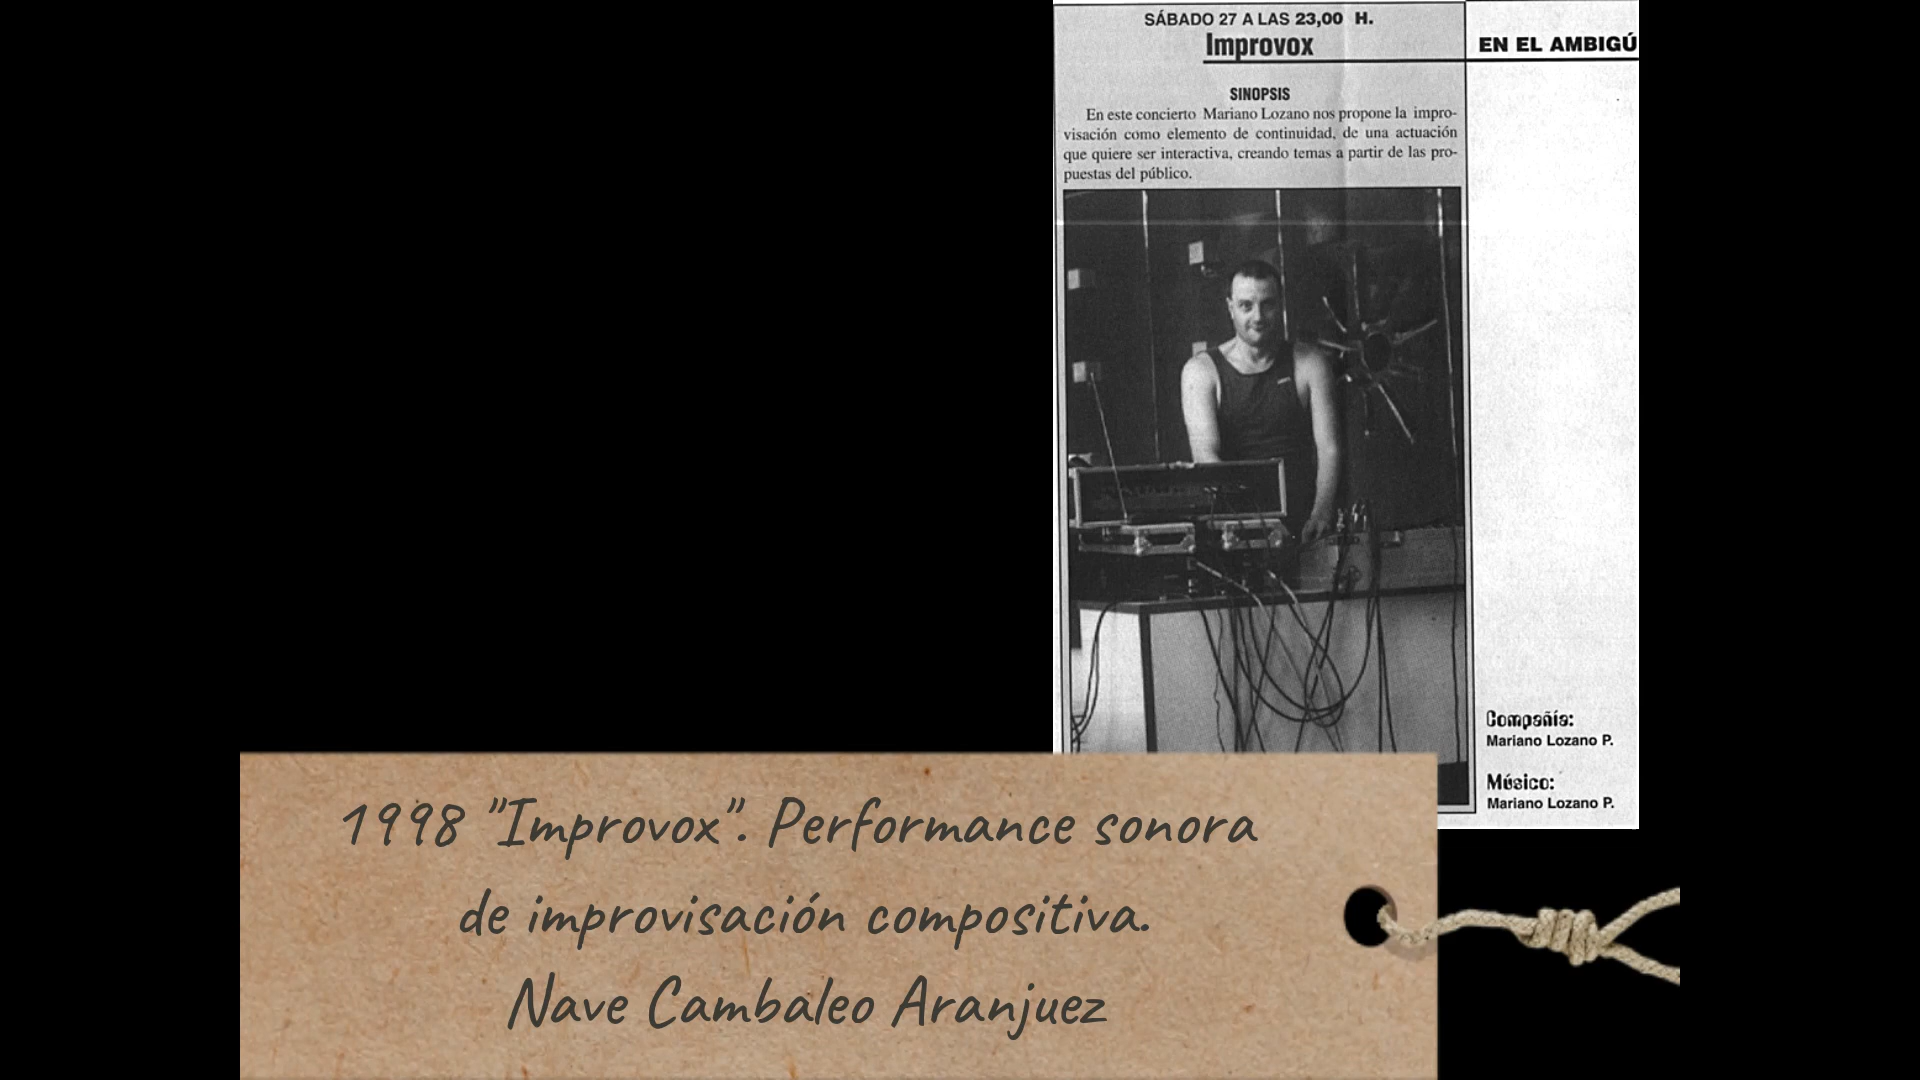 SÁBADO 27 A LAS 23,00 H.
Improvox
EN EL AMBIGÚ
SINOPSIS
En este concierto Mariano Lozano nos propone la impro-
visación como elemento de continuidad, de una actuación
que quiere ser interactiva, creando temas a partir de las pro-
puestas del público.
Compañía:
Mariano Lozano P.
Músico:
Mariano Lozano P.
1998 "Improvox". Performance sonora
de improvisación compositiva.
Nave Cambaleo Aranjuez